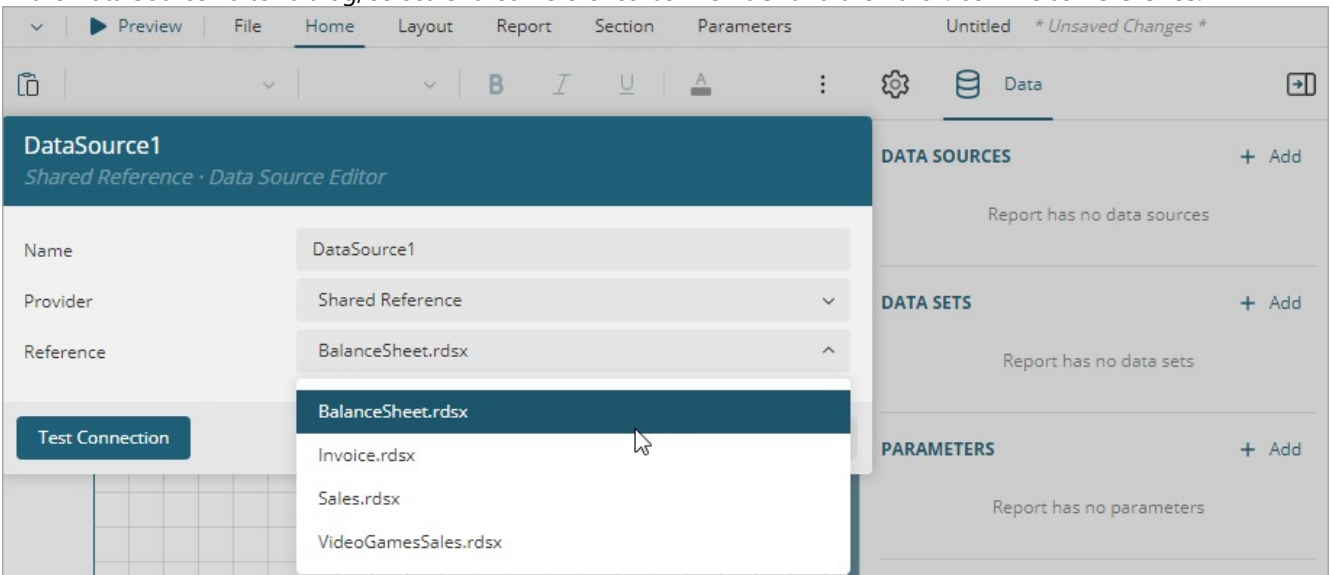 Preview File Home Layout Report Section Parameters Untitled * Unsaved Changes *
B I U A Data
DataSource1
Shared Reference · Data Source Editor
DATA SOURCES + Add
Report has no data sources
Name DataSource1
Provider Shared Reference
DATA SETS + Add
Reference BalanceSheet.rdsx
Report has no data sets
BalanceSheet.rdsx
Test Connection
Invoice.rdsx
PARAMETERS + Add
Sales.rdsx
Report has no parameters
VideoGamesSales.rdsx